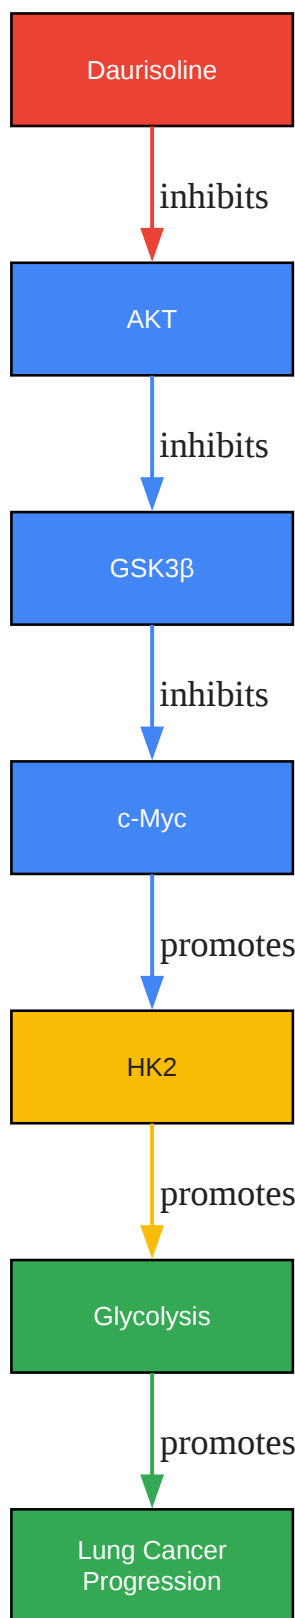 Daurisoline
inhibits
AKT
inhibits
GSK3β
inhibits
c-Myc
promotes
HK2
promotes
Glycolysis
promotes
Lung Cancer
Progression